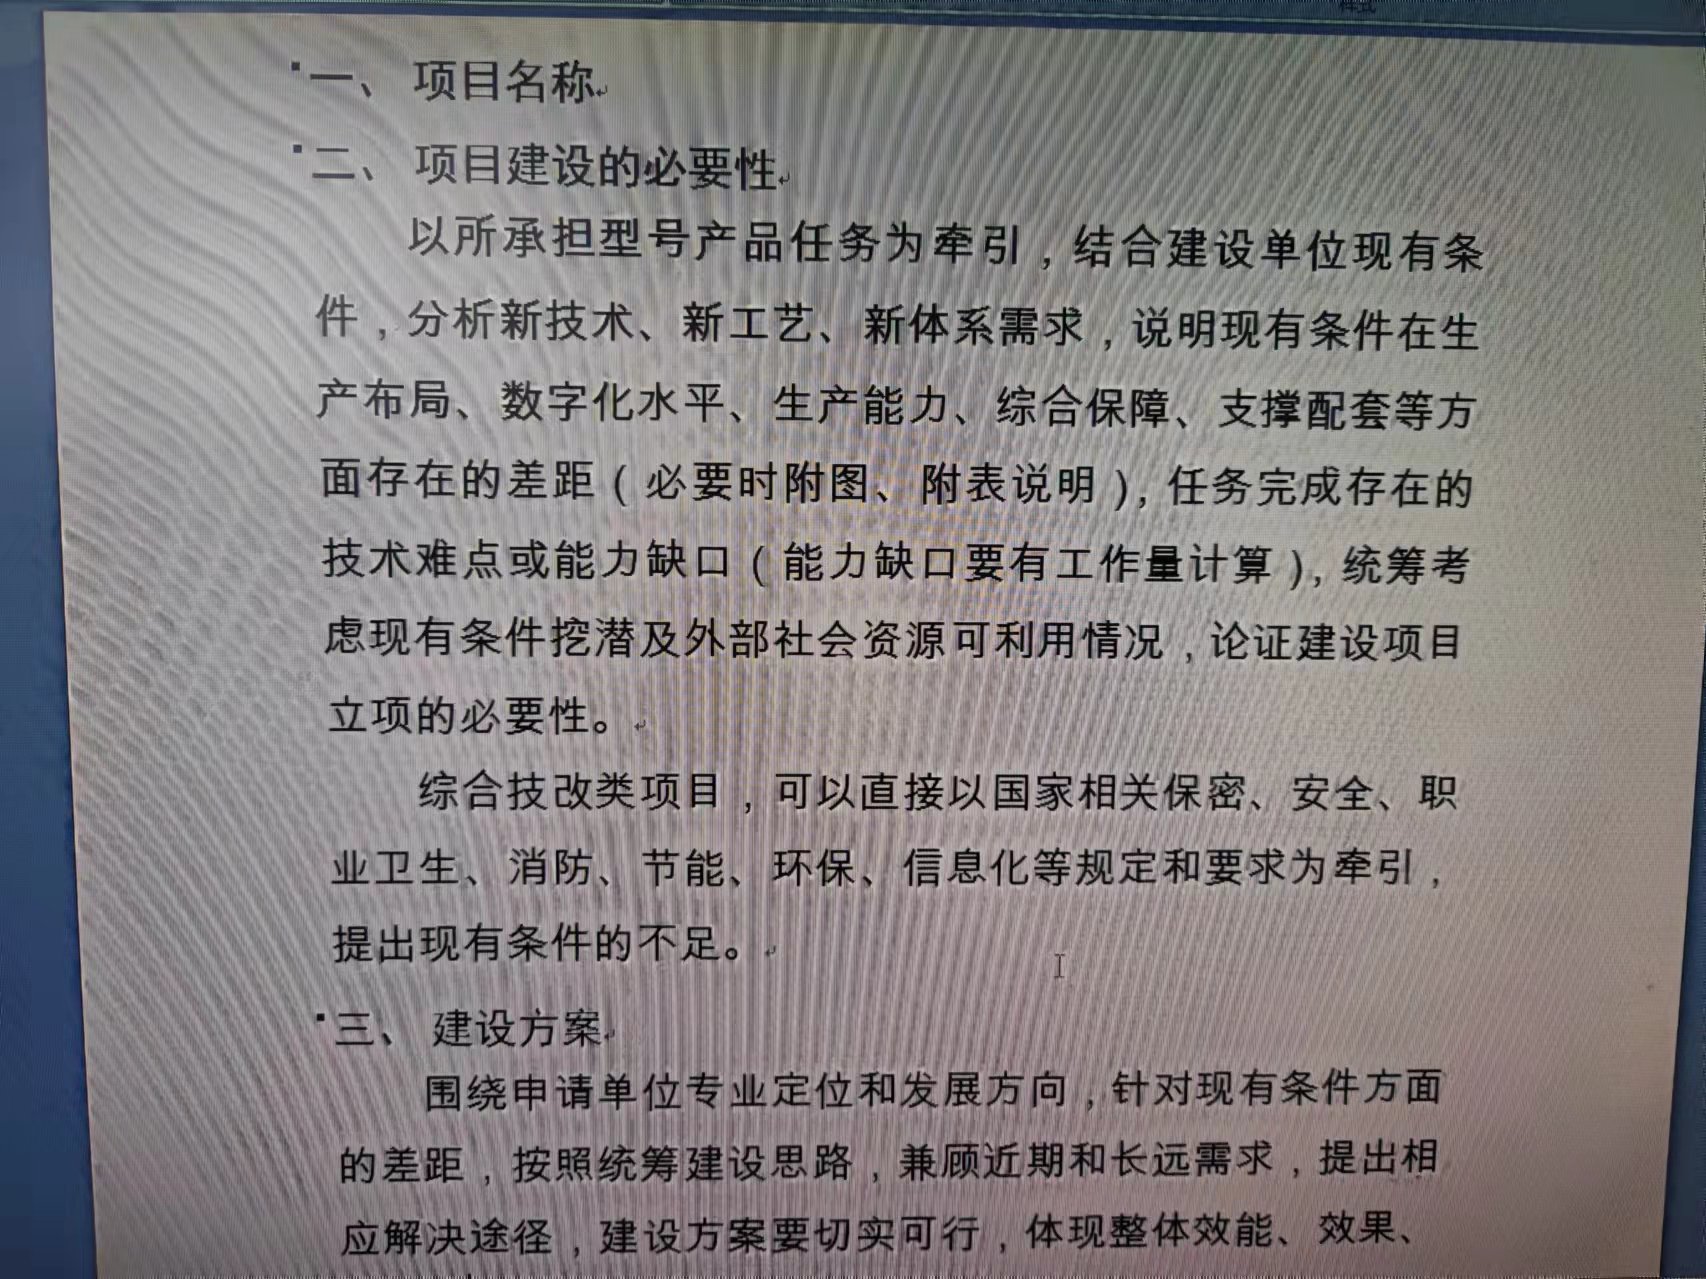 一、 项目名称
二、 项目建设的必要性
以所承担型号产品任务为牵引，结合建设单位现有条
件，分析新技术、新工艺、新体系需求，说明现有条件在生
产布局、数字化水平、生产能力、综合保障、支撑配套等方
面存在的差距（必要时附图、附表说明），任务完成存在的
技术难点或能力缺口（能力缺口要有工作量计算），统筹考
虑现有条件挖潜及外部社会资源可利用情况，论证建设项目
立项的必要性。
综合技改类项目，可以直接以国家相关保密、安全、职
业卫生、消防、节能、环保、信息化等规定和要求为牵引，
提出现有条件的不足。
三、 建设方案
围绕申请单位专业定位和发展方向，针对现有条件方面
的差距，按照统筹建设思路，兼顾近期和长远需求，提出相
应解决途径，建设方案要切实可行，体现整体效能、效果、